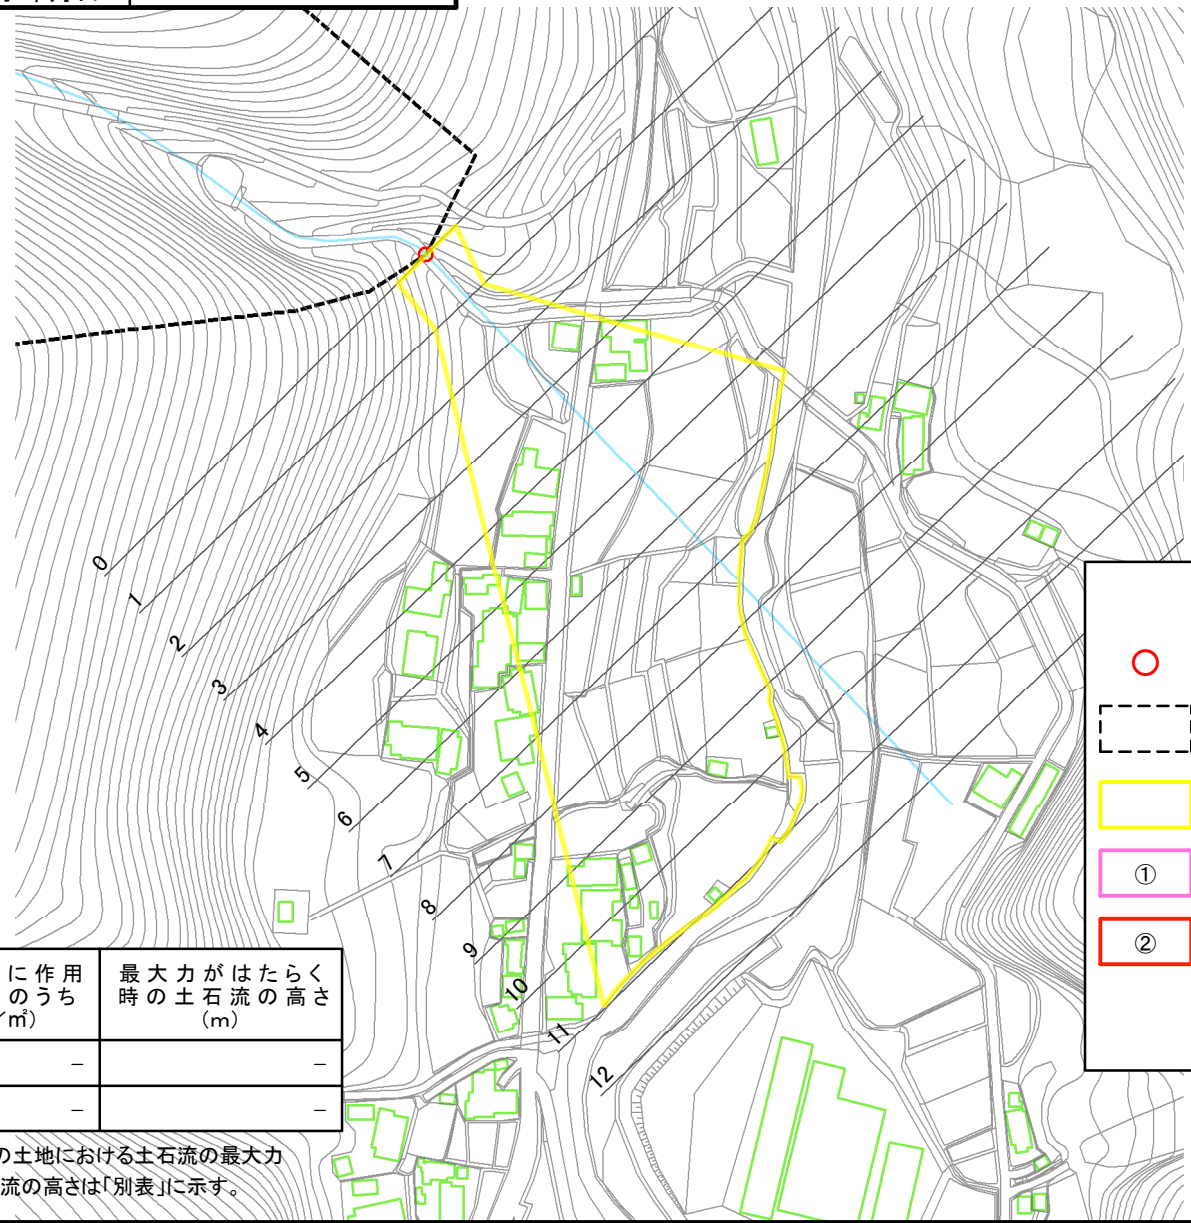 0
1
2
3
4
5
6
7
8
9
10
11
12
①
②
に作用
のうち
/㎡)
最大力がはたらく
時の土石流の高さ
(m)
－
－
－
－
の土地における土石流の最大力
流の高さは「別表」に示す。